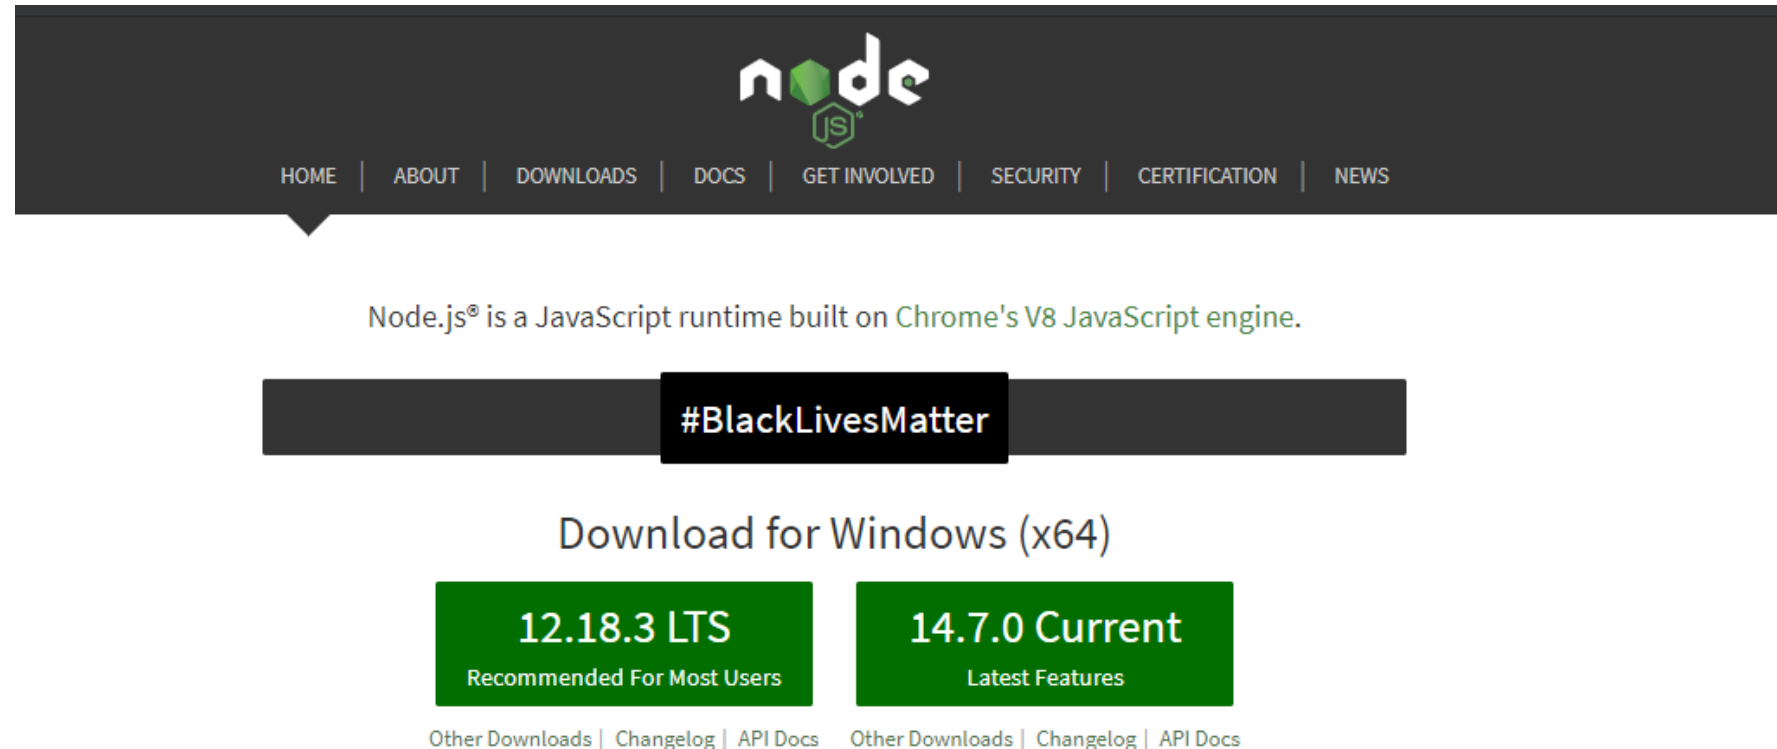 node
JS
HOME | ABOUT | DOWNLOADS | DOCS | GET INVOLVED | SECURITY | CERTIFICATION | NEWS
Node.js® is a JavaScript runtime built on Chrome's V8 JavaScript engine.
#BlackLivesMatter
Download for Windows (x64)
12.18.3 LTS
Recommended For Most Users
14.7.0 Current
Latest Features
Other Downloads | Changelog | API Docs
Other Downloads | Changelog | API Docs